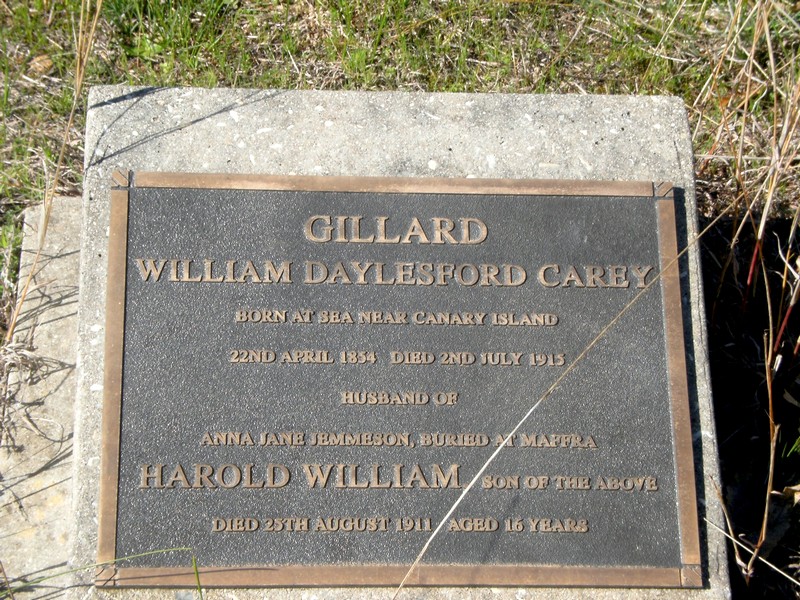 GILLARD
WILLIAM DAYLESFORD CAREY
BORN AT SEA NEAR CANARY ISLAND
22ND APRIL 1854 DIED 2ND JULY 1915
HUSBAND OF
ANNA JANE JEMMESON, BURIED AT MAFFRA
HAROLD WILLIAM SON OF THE ABOVE
DIED 25TH AUGUST 1911 AGED 16 YEARS